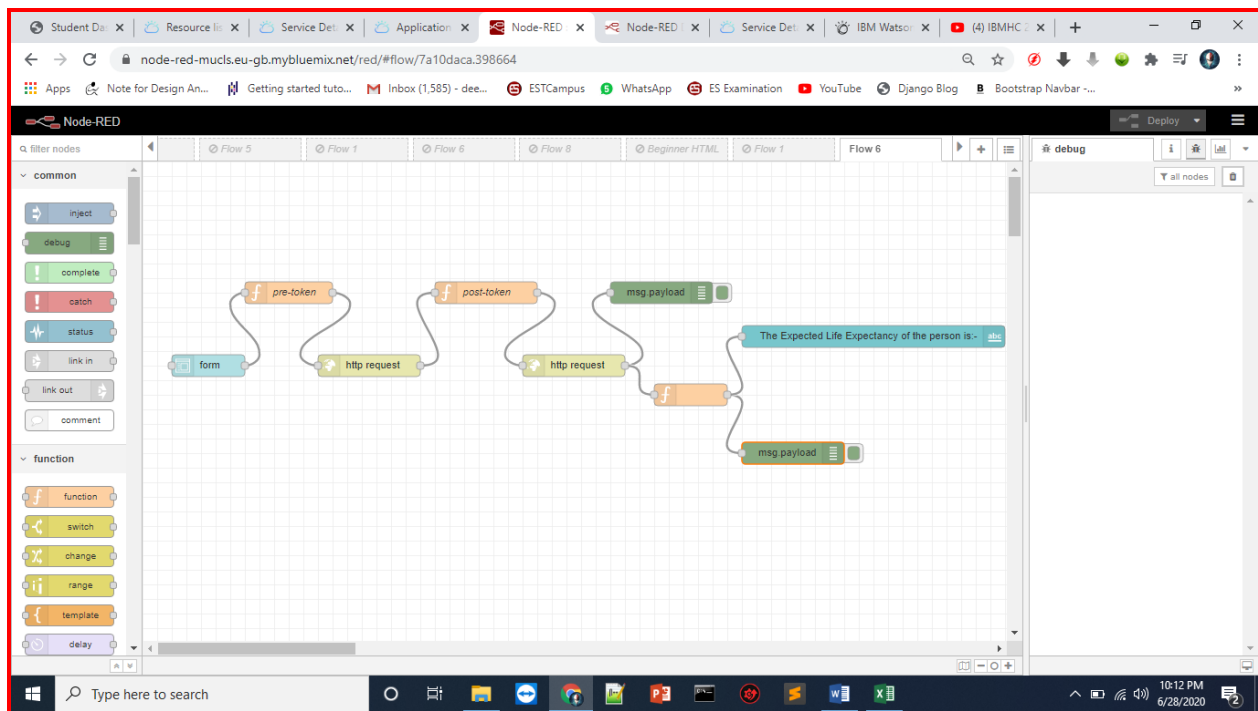 Student Da
Resource lis
Service Det
Application
Node-RED
Node-RED
Service Det
IBM Watson
(4) IBMHC 2
node-red-mucls.eu-gb.mybluemix.net/red/#flow/7a10daca.398664
Apps
Note for Design An...
Getting started tuto...
Inbox (1,585) - dee...
ESTCampus
WhatsApp
ES Examination
YouTube
Django Blog
Bootstrap Navbar -...
Node-RED
Deploy
filter nodes
Flow 5
Flow 1
Flow 6
Flow 8
Beginner HTML
Flow 1
Flow 6
debug
all nodes
common
inject
debug
complete
catch
status
link in
link out
comment
function
function
switch
change
range
template
delay
pre-token
post-token
msg.payload
The Expected Life Expectancy of the person is:-
abc
form
http request
http request
msg.payload
Type here to search
10:12 PM
6/28/2020
2